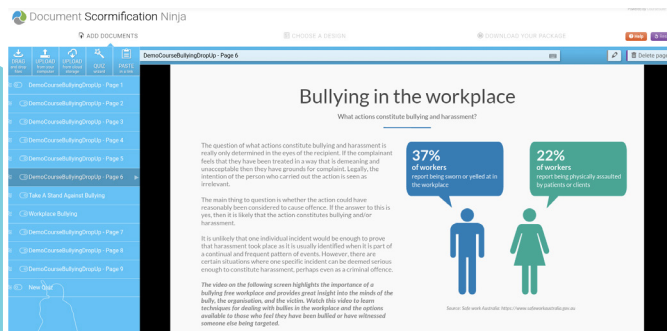 Document Scormification Ninja
ADD DOCUMENTS
CHOOSE A DESIGN
DOWNLOAD YOUR PACKAGE
Help
DRAG
UPLOAD
UPLOAD
QUIZ
PASTE
DemoCourseBullyingDropUp - Page 6
Delete page
DemoCourseBullyingDropUp - Page 1
DemoCourseBullyingDropUp - Page 2
DemoCourseBullyingDropUp - Page 3
DemoCourseBullyingDropUp - Page 4
DemoCourseBullyingDropUp - Page 5
DemoCourseBullyingDropUp - Page 6
Take A Stand Against Bullying
Workplace Bullying
DemoCourseBullyingDropUp - Page 7
DemoCourseBullyingDropUp - Page 8
DemoCourseBullyingDropUp - Page 9
New Quiz
Bullying in the workplace
What actions constitute bullying and harassment?
The question of what actions constitute bullying and harassment is
really only determined in the eyes of the recipient. If the complainant
feels that they have been treated in a way that is demeaning and
unacceptable then they have grounds for complaint. Legally, the
intention of the person who carried out the action is seen as
irrelevant.
The main thing to question is whether the action could have
reasonably been considered to cause offence. If the answer to this is
yes, then it is likely that the action constitutes bullying and/or
harassment.
It is unlikely that one individual incident would be enough to prove
that harassment took place as it is usually identified when it is part of
a continual and frequent pattern of events. However, there are
certain situations where one specific incident can be deemed serious
enough to constitute harassment, perhaps even as a criminal offence.
The video on the following screen highlights the importance of a
bullying free workplace and provides great insight into the minds of the
bully, the organisation, and the victim. Watch this video to learn
techniques for dealing with bullies in the workplace and the options
available to those who feel they have been bullied or have witnessed
someone else being targeted.
37%
of workers
report being sworn or yelled at in
the workplace
22%
of workers
report being physically assaulted
by patients or clients
Source: Safe work Australia: https://www.safeworkaustralia.gov.au